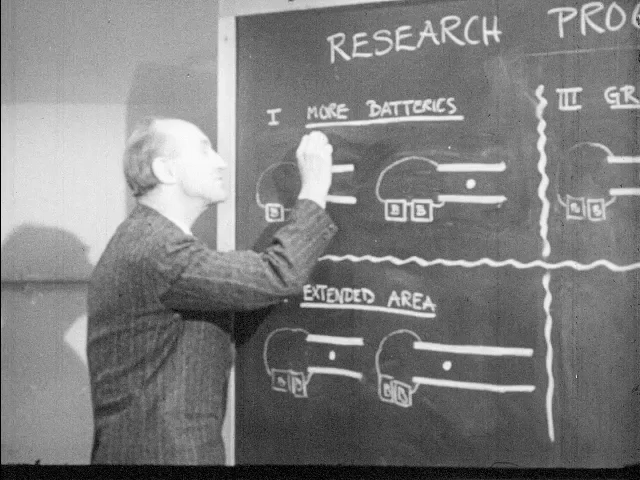 RESEARCH PROG
I MORE BATTERIES
III GR
B B B
B B
EXTENDED AREA
B B
B B